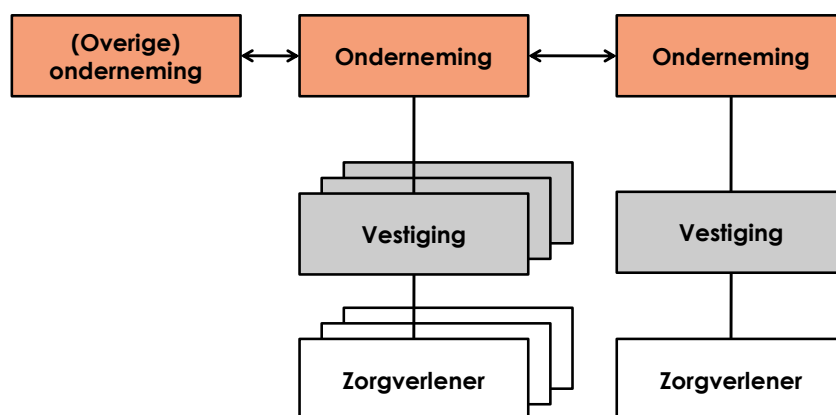 (Overige)
onderneming
Onderneming
Onderneming
Vestiging
Vestiging
Zorgverlener
Zorgverlener